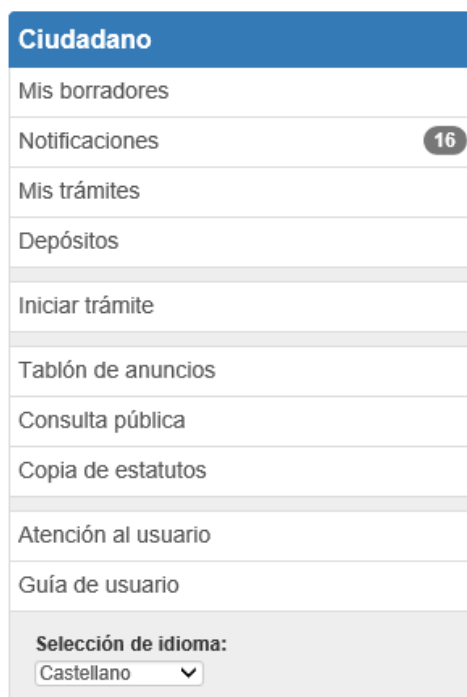 Ciudadano
Mis borradores
Notificaciones 16
Mis trámites
Depósitos
Iniciar trámite
Tablón de anuncios
Consulta pública
Copia de estatutos
Atención al usuario
Guía de usuario
Selección de idioma:
Castellano